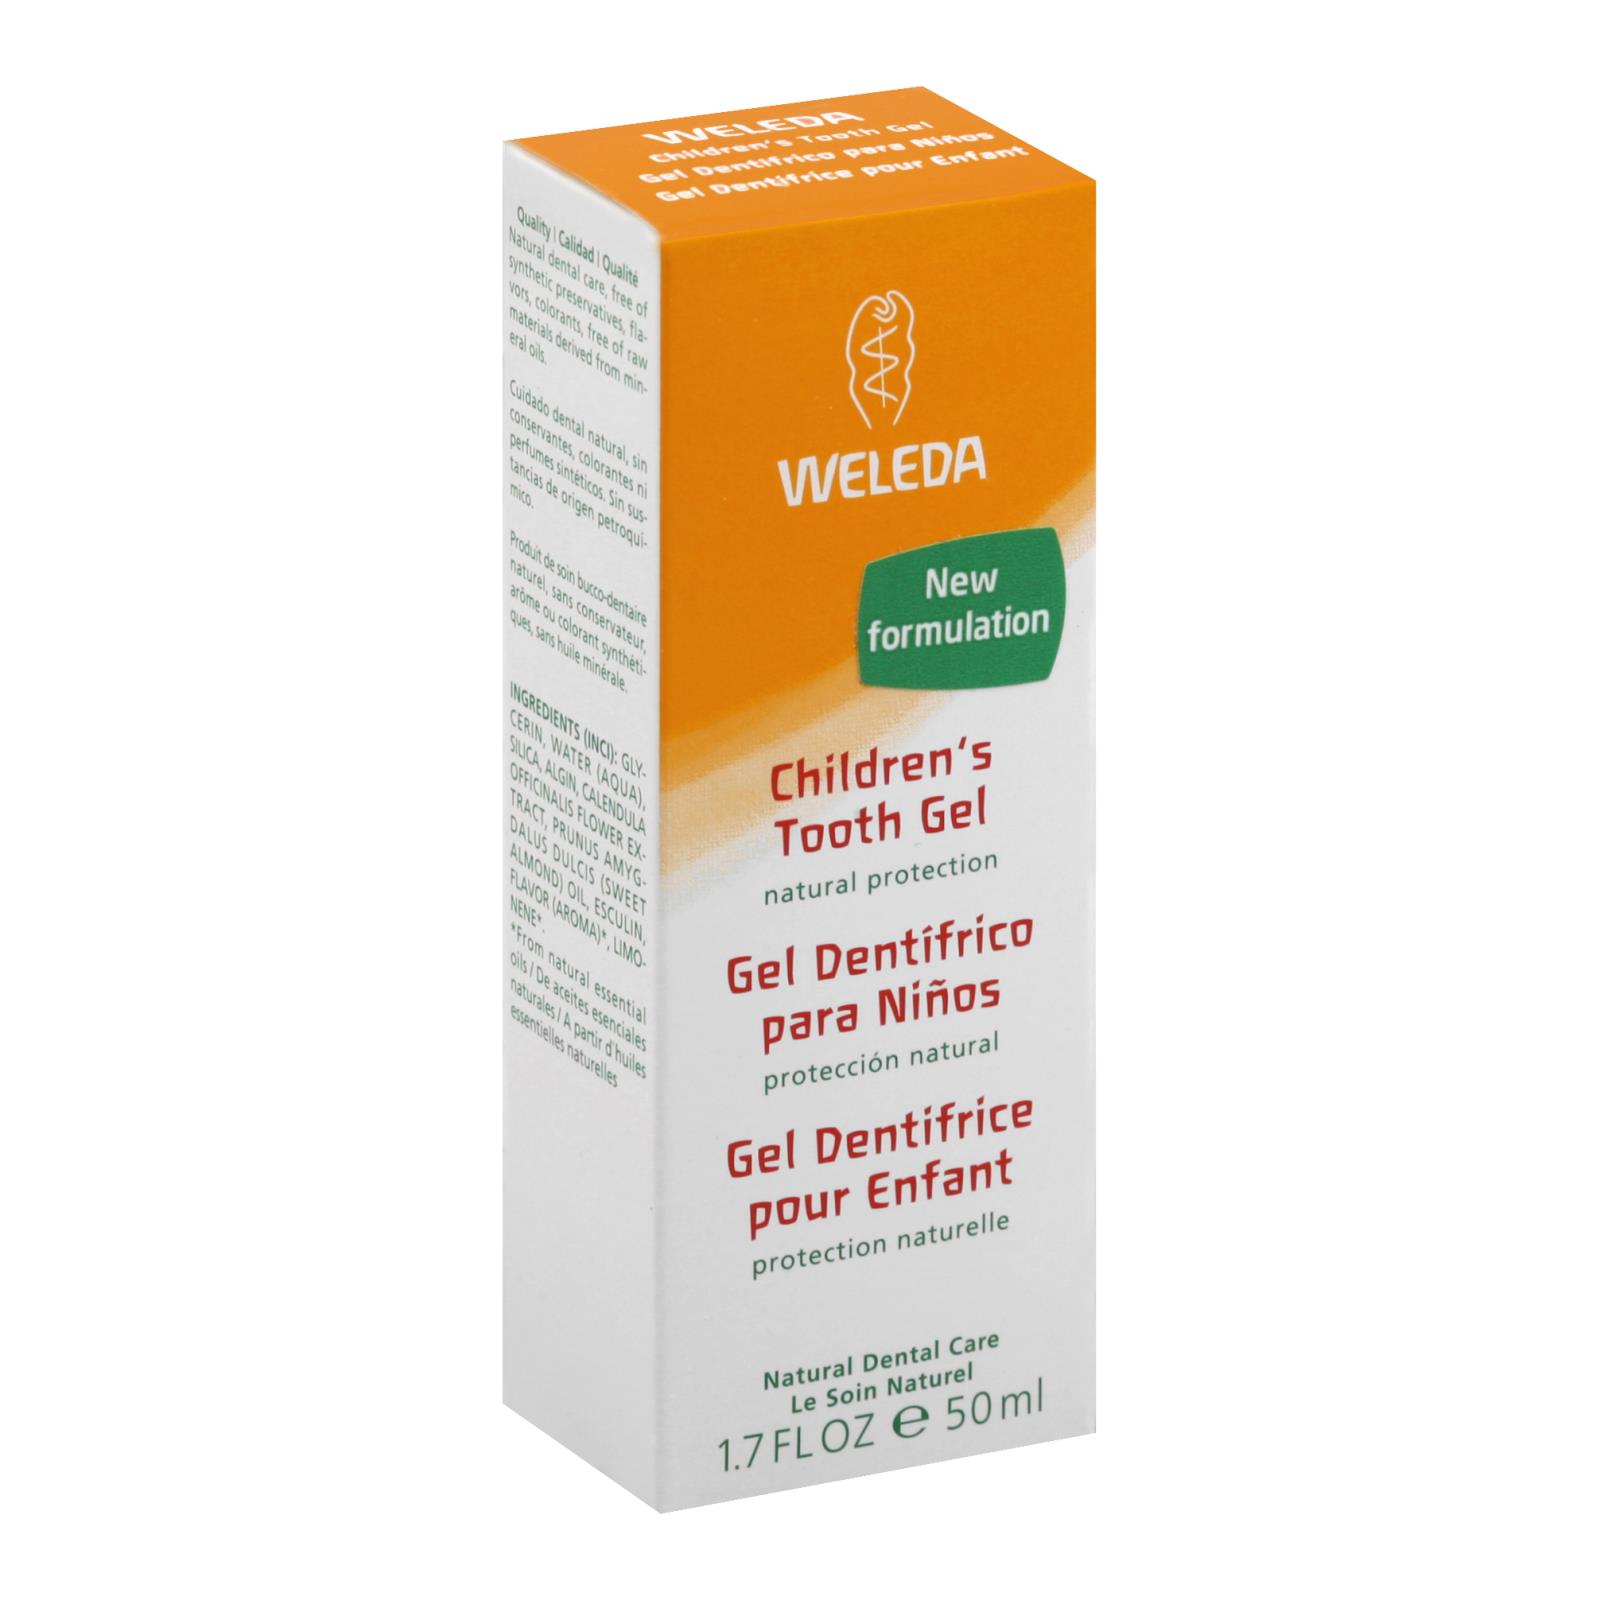 WELEDA
Children's Tooth Gel
Gel Dentífrico para Niños
Gel Dentifrice pour Enfant
WELEDA
New
formulation
Children's
Tooth Gel
natural protection
Gel Dentífrico
para Niños
protección natural
Gel Dentifrice
pour Enfant
protection naturelle
Natural Dental Care
Le Soin Naturel
1.7 FL OZ e 50 ml
Quality | Calidad | Qualité
Natural dental care, free of
synthetic preservatives, fla-
vors, colorants, free of raw
materials derived from min-
eral oils.
Cuidado dental natural, sin
conservantes, colorantes ni
perfumes sintéticos. Sin sus-
tancias de origen petroquí-
mico.
Produit de soin bucco-dentaire
naturel, sans conservateur,
arôme ou colorant synthéti-
ques, sans huile minérale.
INGREDIENTS (INCI): GLY-
CERIN, WATER (AQUA),
SILICA, ALGIN, CALENDULA
OFFICINALIS FLOWER EX-
TRACT, PRUNUS AMYG-
DALUS DULCIS (SWEET
ALMOND) OIL, ESCULIN,
FLAVOR (AROMA)*, LIMO-
NENE*.
*From natural essential
oils / De aceites esenciales
naturales / A partir d'huiles
essentielles naturelles